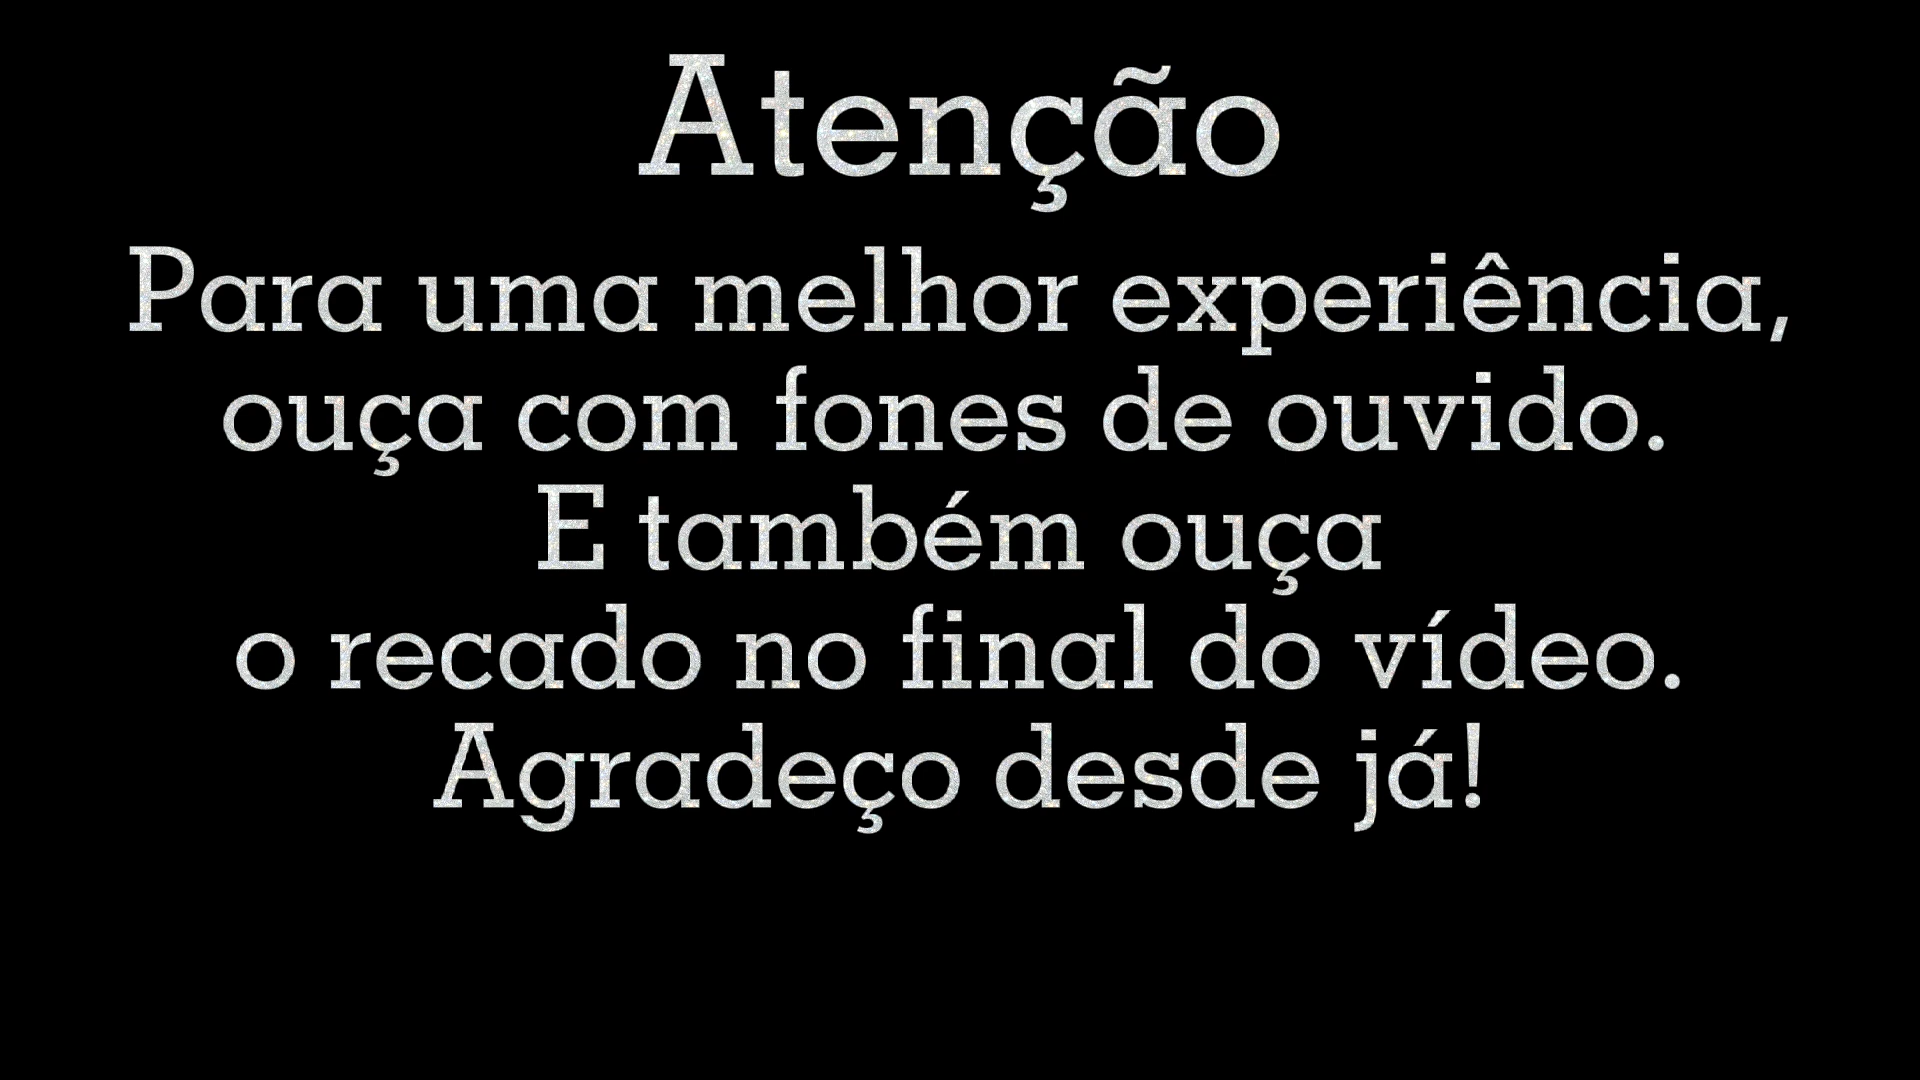 Atenção
Para uma melhor experiência,
ouça com fones de ouvido.
E também ouça
o recado no final do vídeo.
Agradeço desde já!